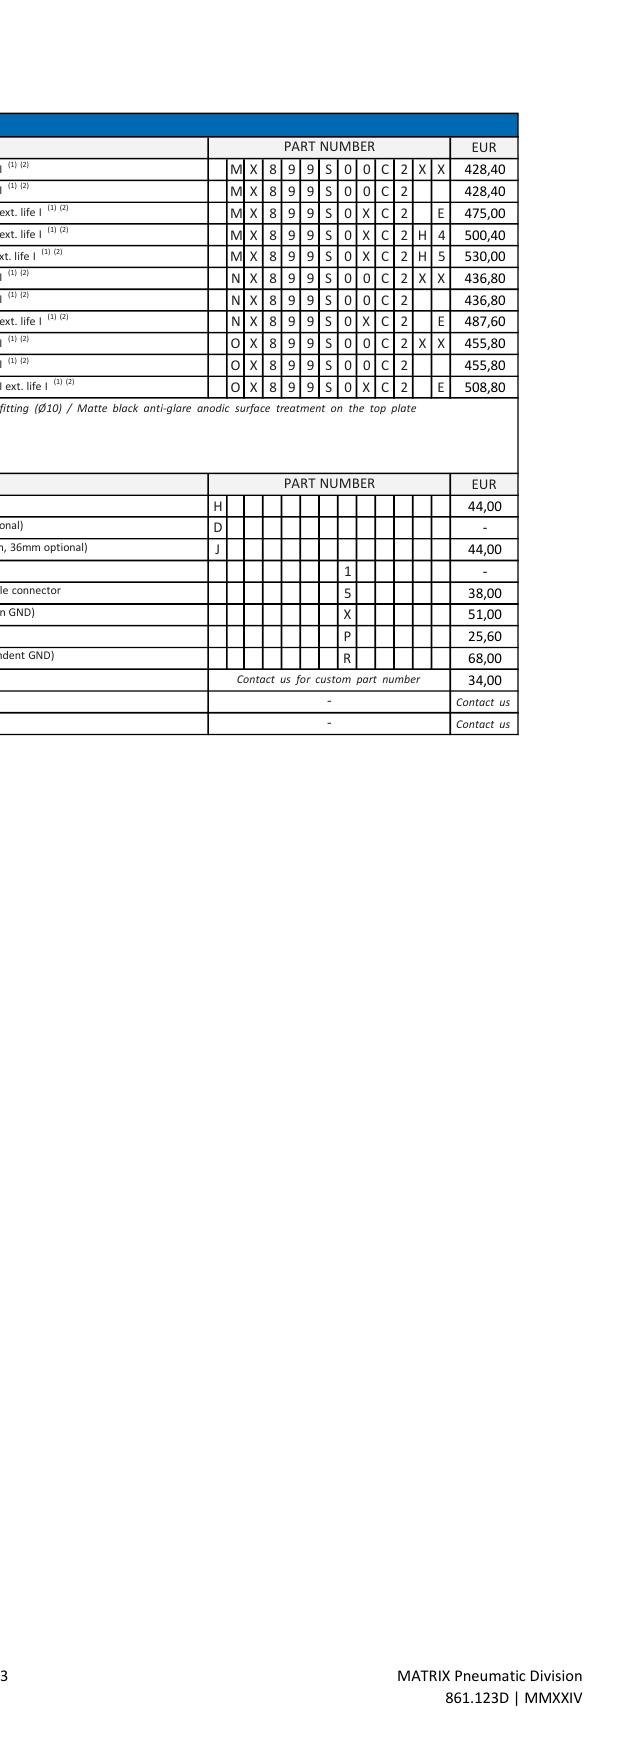 PART NUMBER EUR
l (1) (2) M X 8 9 9 S 0 0 C 2 X X 428,40
l (1) (2) M X 8 9 9 S 0 0 C 2 428,40
ext. life l (1) (2) M X 8 9 9 S 0 X C 2 E 475,00
ext. life l (1) (2) M X 8 9 9 S 0 X C 2 H 4 500,40
xt. life l (1) (2) M X 8 9 9 S 0 X C 2 H 5 530,00
l (1) (2) N X 8 9 9 S 0 0 C 2 X X 436,80
l (1) (2) N X 8 9 9 S 0 0 C 2 436,80
ext. life l (1) (2) N X 8 9 9 S 0 X C 2 E 487,60
l (1) (2) O X 8 9 9 S 0 0 C 2 X X 455,80
l (1) (2) O X 8 9 9 S 0 0 C 2 455,80
l ext. life l (1) (2) O X 8 9 9 S 0 X C 2 E 508,80
fitting (Ø10) / Matte black anti-glare anodic surface treatment on the top plate
PART NUMBER EUR
H 44,00
onal) D -
n, 36mm optional) J 44,00
1 -
le connector 5 38,00
n GND) X 51,00
P 25,60
ndent GND) R 68,00
Contact us for custom part number 34,00
- Contact us
- Contact us
3 MATRIX Pneumatic Division
861.123D | MMXXIV